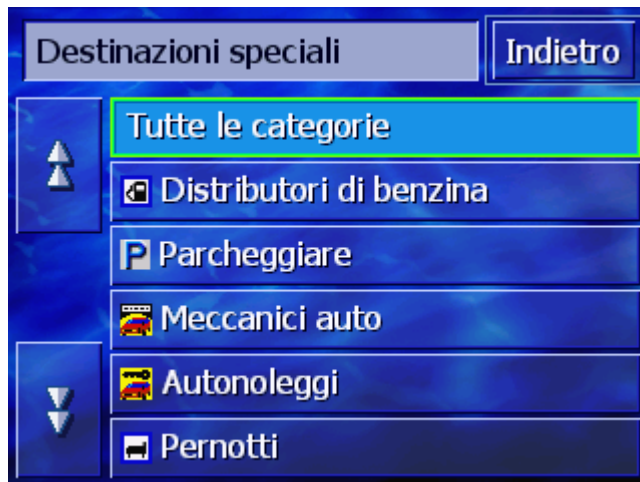 Destinazioni speciali
Indietro
Tutte le categorie
Distributori di benzina
P Parcheggiare
Meccanici auto
Autonoleggi
Pernotti